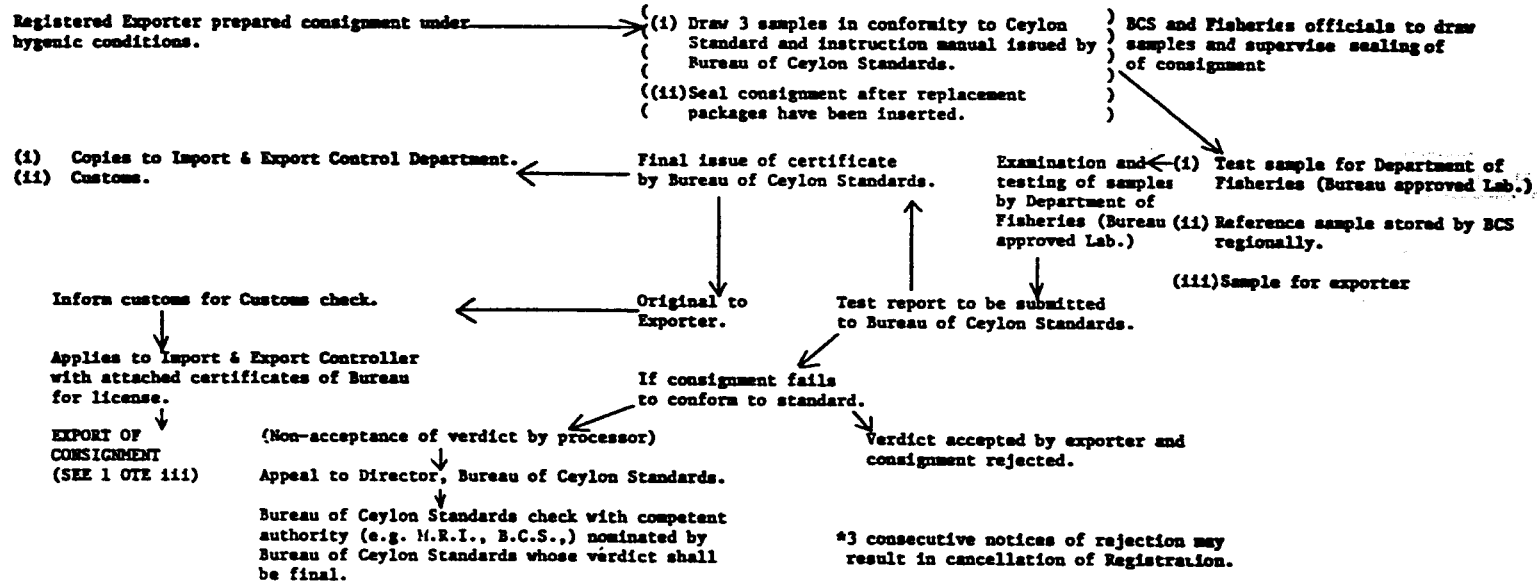 Registered Exporter prepared consignment under
hygenic conditions.
(i) Draw 3 samples in conformity to Ceylon
Standard and instruction manual issued by
Bureau of Ceylon Standards.
(ii)Seal consignment after replacement
packages have been inserted.
BCS and Fisheries officials to draw
samples and supervise sealing of
of consignment
(i) Test sample for Department of
Fisheries (Bureau approved Lab.)
(ii) Reference sample stored by BCS
regionally.
(iii)Sample for exporter
Examination and
testing of samples
by Department of
Fisheries (Bureau
approved Lab.)
Test report to be submitted
to Bureau of Ceylon Standards.
Final issue of certificate
by Bureau of Ceylon Standards.
(i) Copies to Import & Export Control Department.
(ii) Customs.
Original to
Exporter.
Inform customs for Customs check.
Applies to Import & Export Controller
with attached certificates of Bureau
for license.
EXPORT OF
CONSIGNMENT
(SEE 1 OTE iii)
If consignment fails
to conform to standard.
(Non-acceptance of verdict by processor)
Appeal to Director, Bureau of Ceylon Standards.
Bureau of Ceylon Standards check with competent
authority (e.g. M.R.I., B.C.S.,) nominated by
Bureau of Ceylon Standards whose verdict shall
be final.
Verdict accepted by exporter and
consignment rejected.
*3 consecutive notices of rejection may
result in cancellation of Registration.